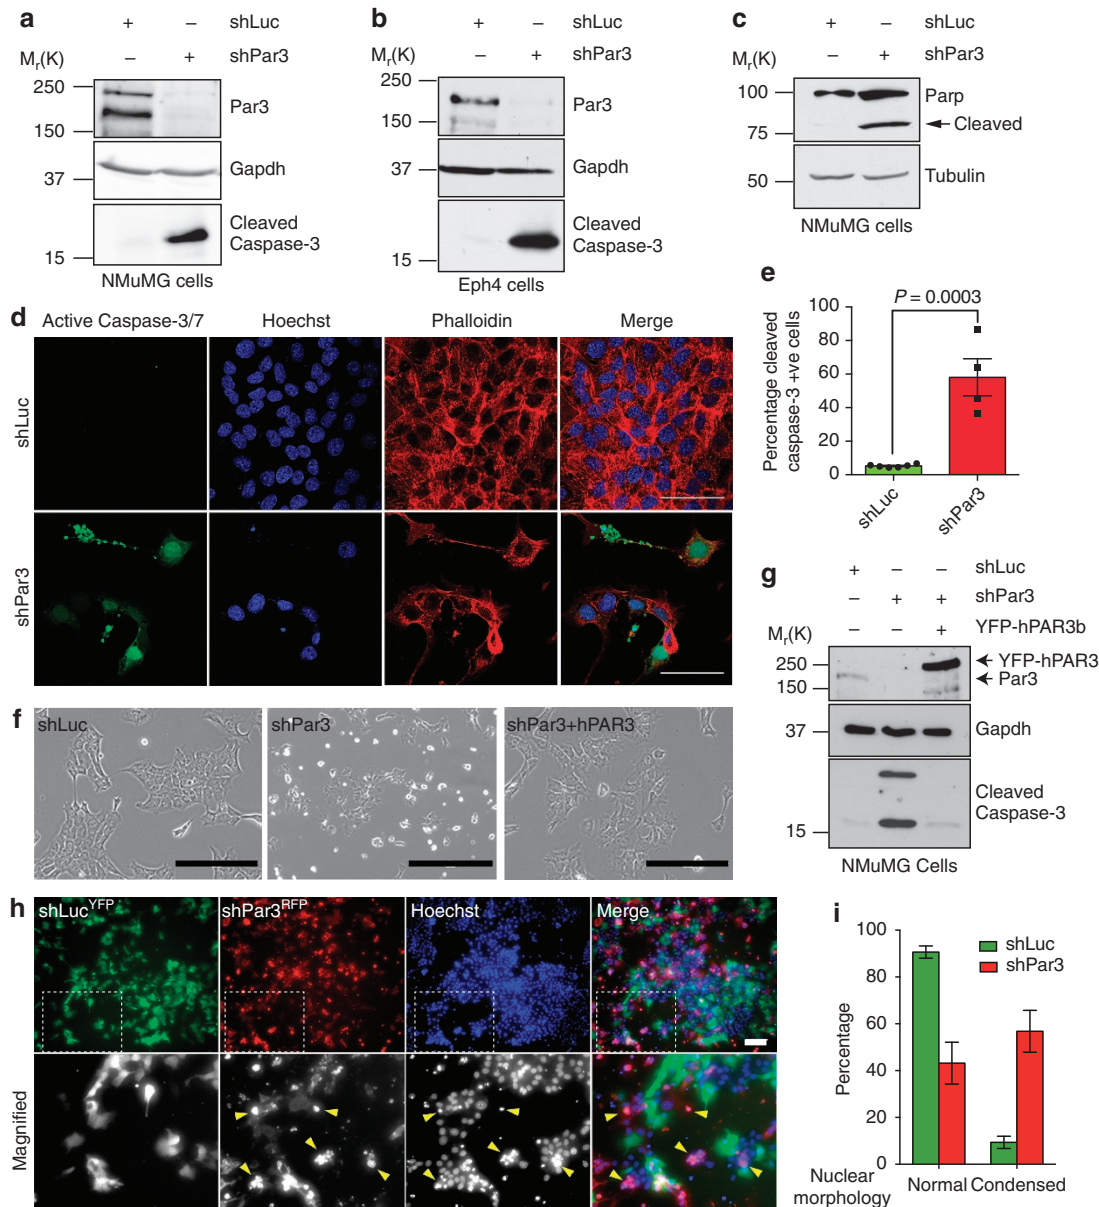 a
+ – shLuc
– + shPar3
Mr(K)
250
150
Par3
37
Gapdh
15
Cleaved
Caspase-3
NMuMG cells
b
+ – shLuc
– + shPar3
Mr(K)
250
150
Par3
37
Gapdh
15
Cleaved
Caspase-3
Eph4 cells
c
+ – shLuc
– + shPar3
Mr(K)
100
75
Parp
Cleaved
50
Tubulin
NMuMG cells
d
Active Caspase-3/7 Hoechst Phalloidin Merge
shLuc
shPar3
e
P = 0.0003
Percentage cleaved
caspase-3 +ve cells
100
80
60
40
20
0
shLuc
shPar3
f
shLuc
shPar3
shPar3+hPAR3
g
+ – – shLuc
– + + shPar3
– – + YFP-hPAR3b
Mr(K)
250
150
YFP-hPAR3
Par3
37
Gapdh
15
Cleaved
Caspase-3
NMuMG Cells
h
shLucYFP
shPar3RFP
Hoechst
Merge
Magnified
i
Percentage
100
80
60
40
20
0
shLuc
shPar3
Nuclear
morphology
Normal Condensed